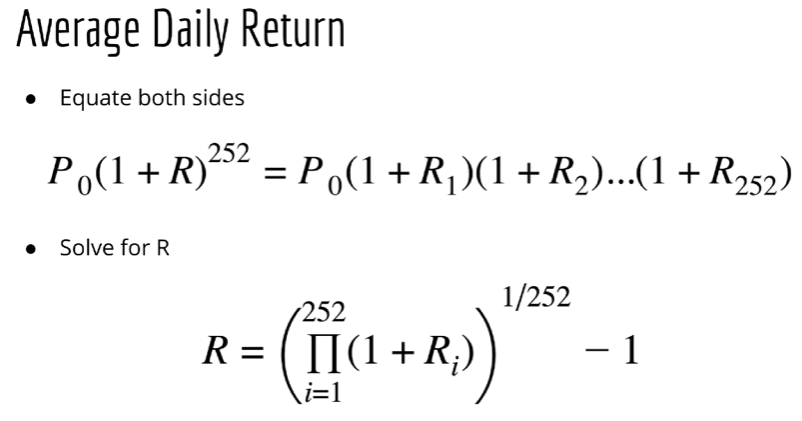 Average Daily Return
● Equate both sides
P₀(1 + R)²⁵² = P₀(1 + R₁)(1 + R₂)...(1 + R₂₅₂)
● Solve for R
R = (∏_{i=1}^{252}(1 + Rᵢ))^{1/252} − 1